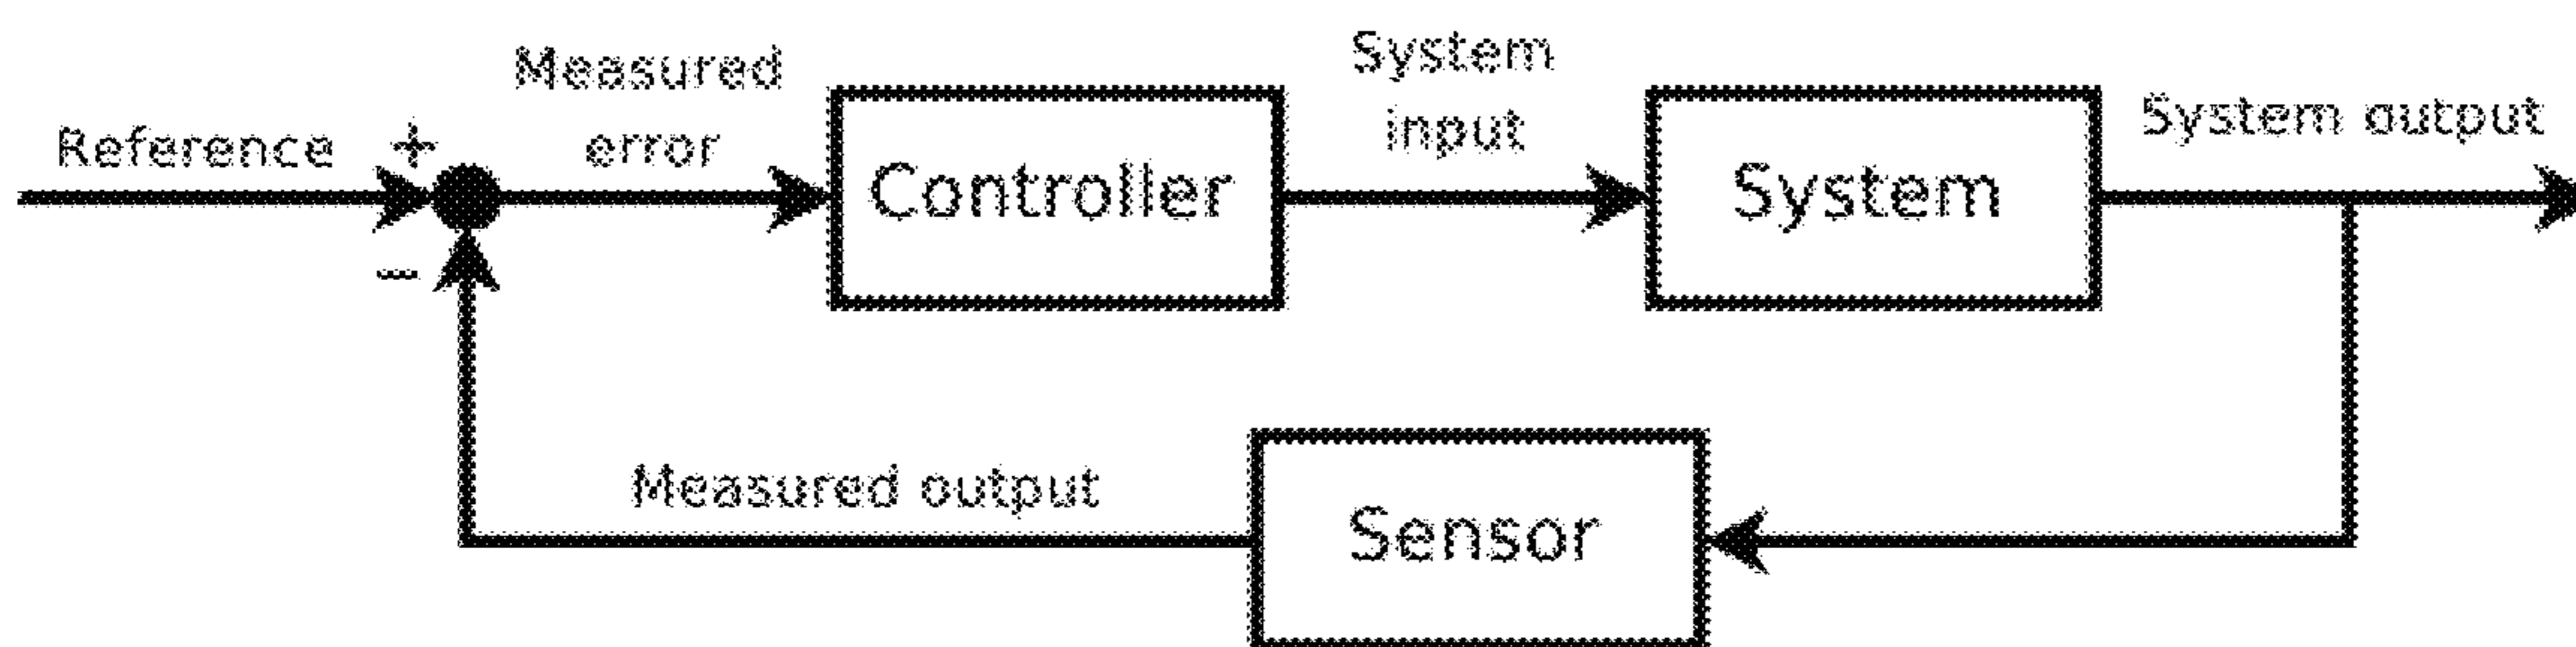 Reference
+
−
Measured
error
Controller
System
input
System
System output
Measured output
Sensor